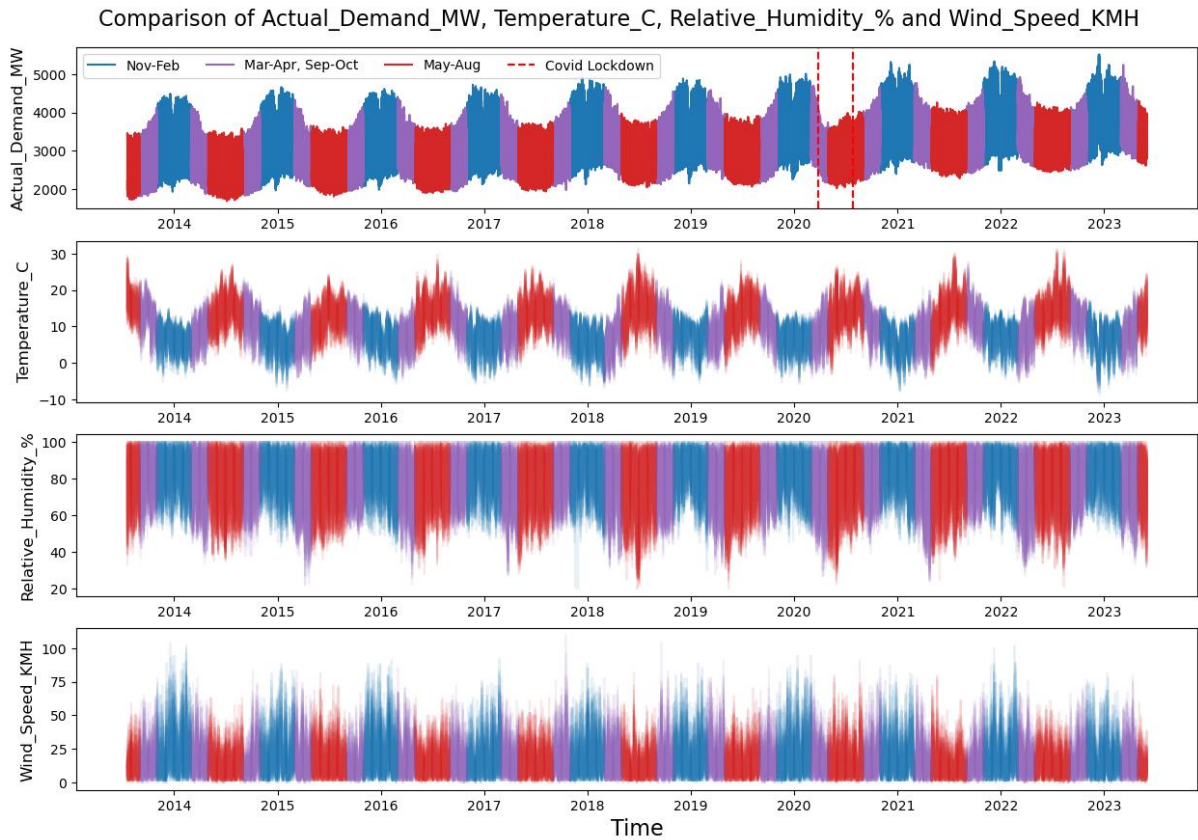 Comparison of Actual_Demand_MW, Temperature_C, Relative_Humidity_% and Wind_Speed_KMH
Actual_Demand_MW
Nov-Feb Mar-Apr, Sep-Oct May-Aug Covid Lockdown
5000
4000
3000
2000
2014 2015 2016 2017 2018 2019 2020 2021 2022 2023
Temperature_C
30
20
10
0
−10
2014 2015 2016 2017 2018 2019 2020 2021 2022 2023
Relative_Humidity_%
100
80
60
40
20
2014 2015 2016 2017 2018 2019 2020 2021 2022 2023
Wind_Speed_KMH
100
75
50
25
0
2014 2015 2016 2017 2018 2019 2020 2021 2022 2023
Time